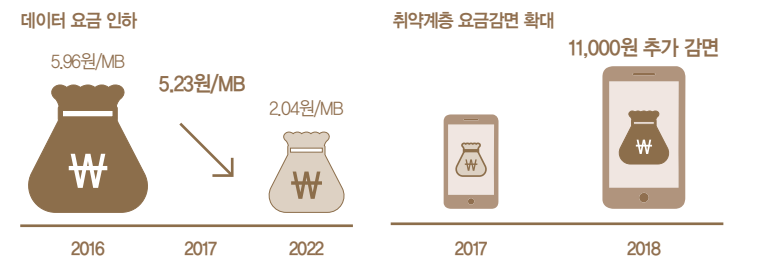 데이터 요금 인하
5.96원/MB
5.23원/MB
2.04원/MB
₩
₩
2016
2017
2022
취약계층 요금감면 확대
11,000원 추가 감면
₩
₩
2017
2018